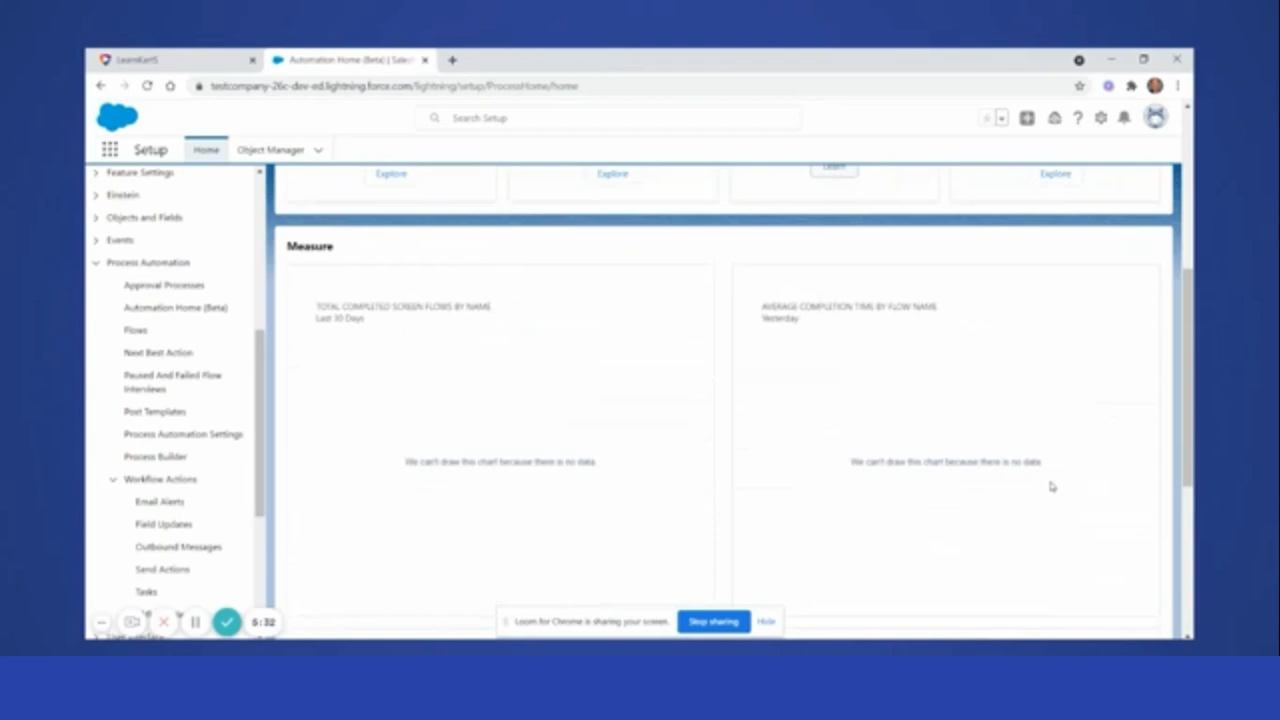 LearnKartS
Automation Home (Beta) | Sales
testcompany-26c-dev-ed.lightning.force.com/lightning/setup/ProcessHome/home
Search Setup
Setup
Home
Object Manager
Feature Settings
Einstein
Objects and Fields
Events
Process Automation
Approval Processes
Automation Home (Beta)
Flows
Next Best Action
Paused And Failed Flow
Interviews
Post Templates
Process Automation Settings
Process Builder
Workflow Actions
Email Alerts
Field Updates
Outbound Messages
Send Actions
Tasks
Explore
Explore
Learn
Explore
Measure
TOTAL COMPLETED SCREEN FLOWS BY NAME
Last 30 Days
We can't draw this chart because there is no data.
AVERAGE COMPLETION TIME BY FLOW NAME
Yesterday
We can't draw this chart because there is no data.
5:32
Loom for Chrome is sharing your screen.
Stop sharing
Hide